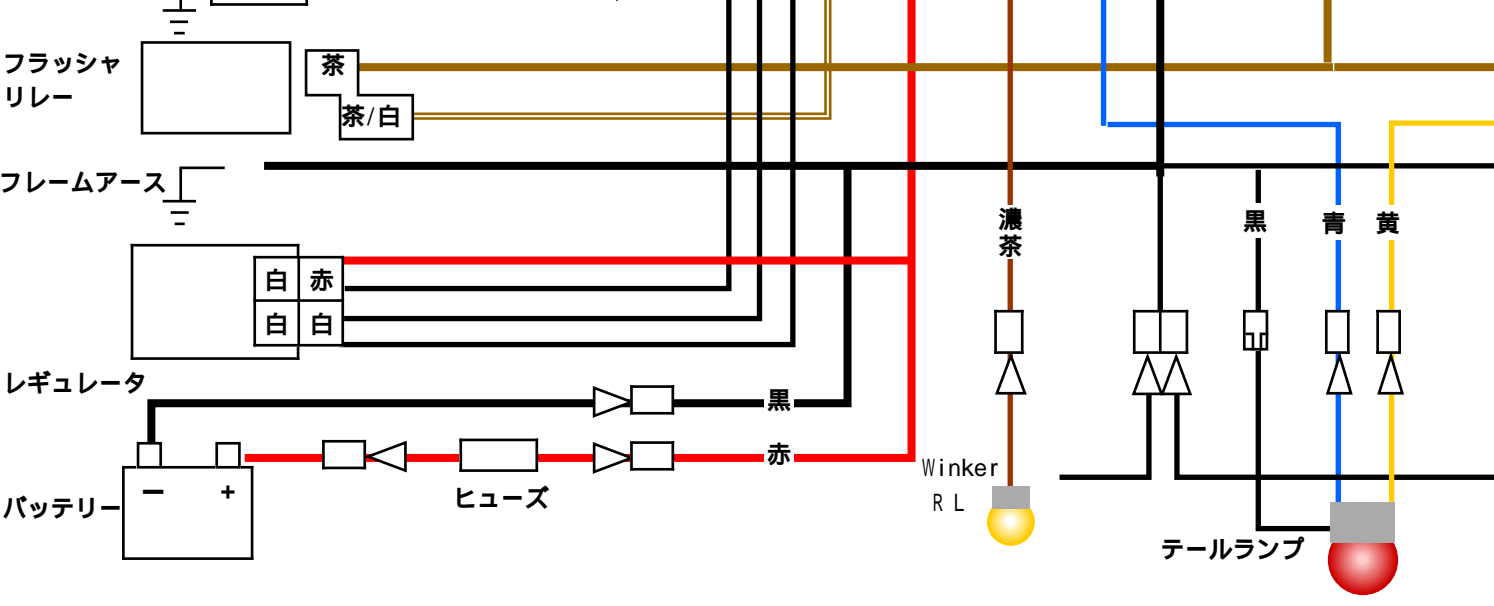 フラッシャ
リレー
茶
茶/白
フレームアース
濃
茶
黒
青
黄
白
赤
白
白
レギュレータ
黒
赤
− +
バッテリー
ヒューズ
Winker
R L
テールランプ